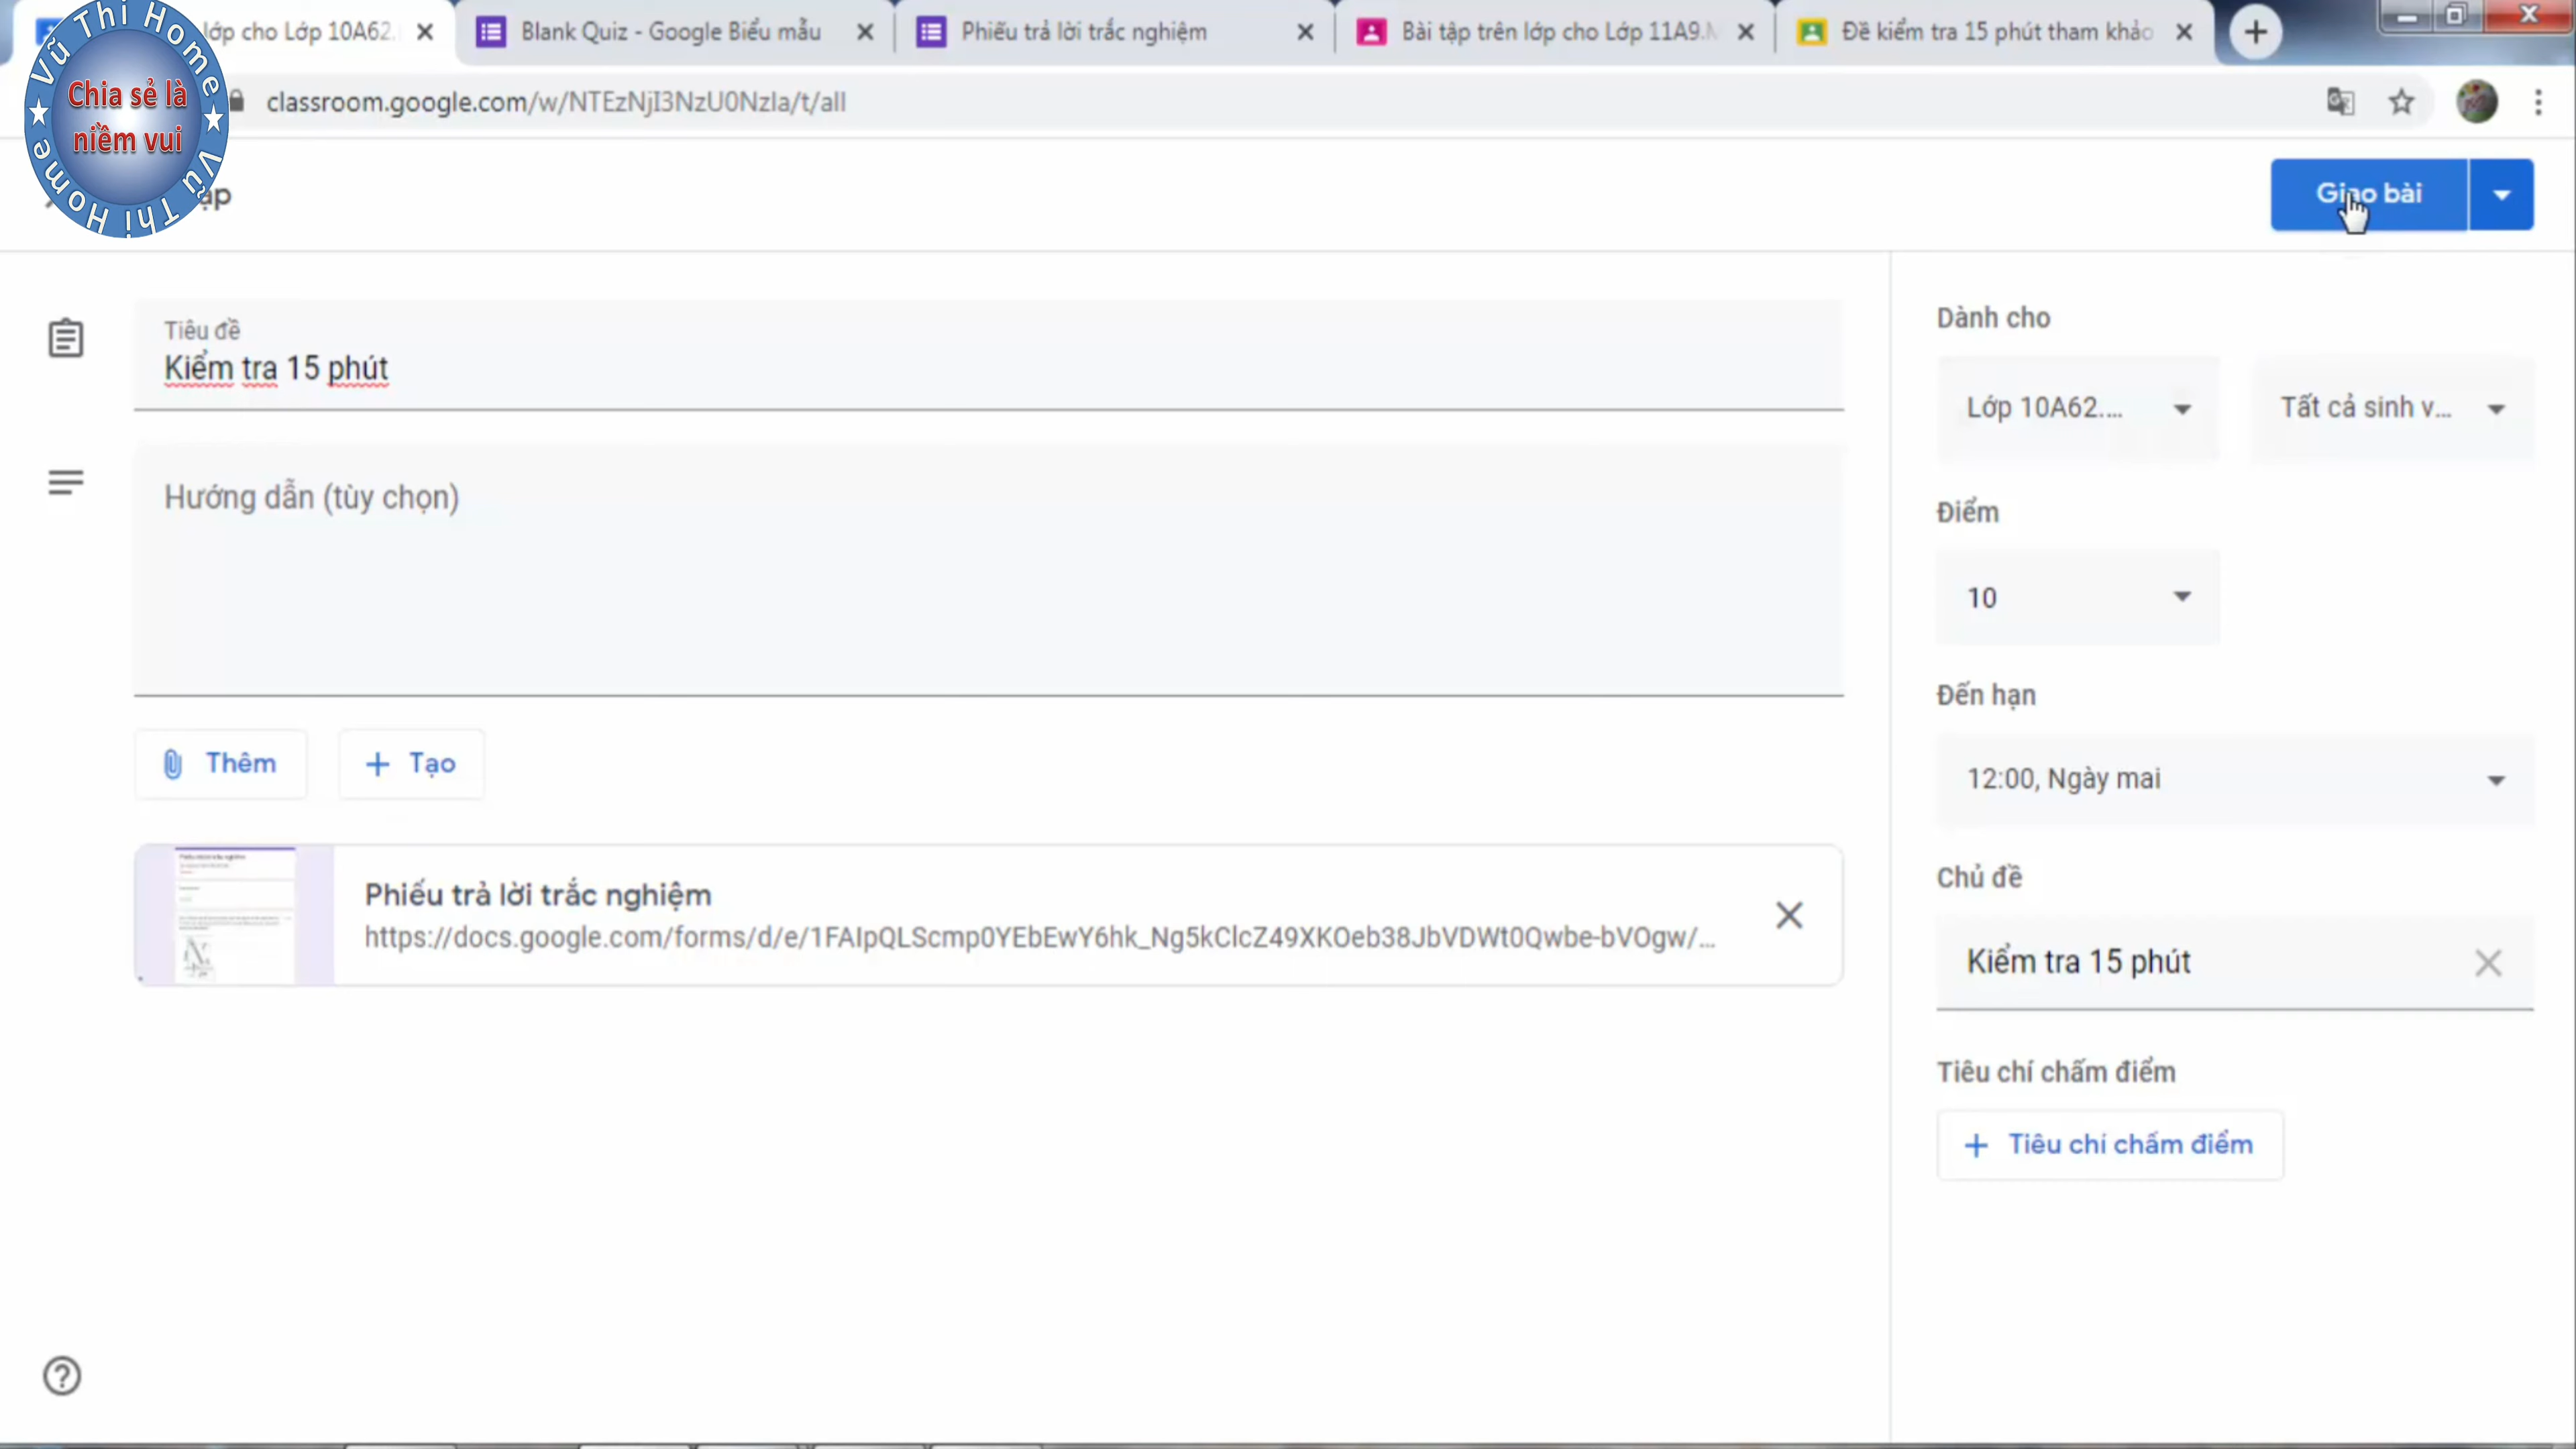 lớp cho Lớp 10A62.
Blank Quiz - Google Biểu mẫu
Phiếu trả lời trắc nghiệm
Bài tập trên lớp cho Lớp 11A9.
Đề kiểm tra 15 phút tham khảo
Vũ Thi Home
Chia sẻ là
niềm vui
Vũ Thi Home
classroom.google.com/w/NTEzNjI3NzU0Nzla/t/all
Giao bài
Tiêu đề
Kiểm tra 15 phút
Hướng dẫn (tùy chọn)
Thêm
Tạo
Phiếu trả lời trắc nghiệm
https://docs.google.com/forms/d/e/1FAIpQLScmp0YEbEwY6hk_Ng5kClcZ49XKOeb38JbVDWt0Qwbe-bVOgw/...
Dành cho
Lớp 10A62....
Tất cả sinh v...
Điểm
10
Đến hạn
12:00, Ngày mai
Chủ đề
Kiểm tra 15 phút
Tiêu chí chấm điểm
Tiêu chí chấm điểm